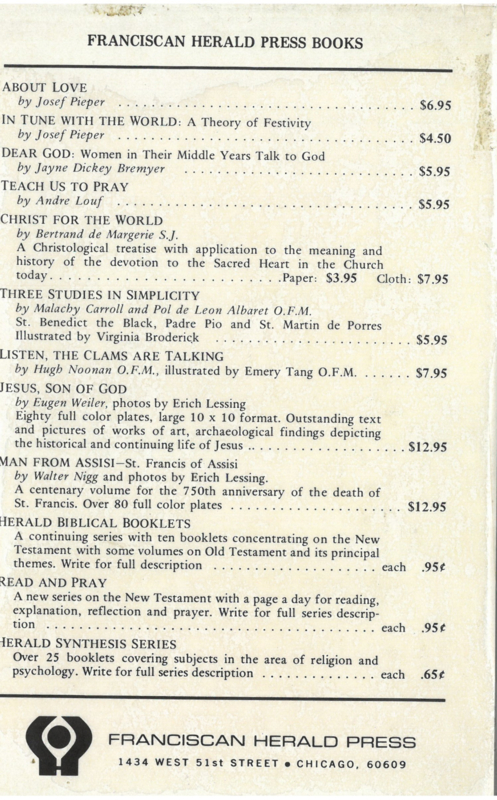 FRANCISCAN HERALD PRESS BOOKS
ABOUT LOVE
by Josef Pieper . . . . . . . . . . . . . . . . . . . . . . . . . . . . . . $6.95
IN TUNE WITH THE WORLD: A Theory of Festivity
by Josef Pieper . . . . . . . . . . . . . . . . . . . . . . . . . . . . . . $4.50
DEAR GOD: Women in Their Middle Years Talk to God
by Jayne Dickey Bremyer . . . . . . . . . . . . . . . . . . . . . . . $5.95
TEACH US TO PRAY
by Andre Louf . . . . . . . . . . . . . . . . . . . . . . . . . . . . . . . $5.95
CHRIST FOR THE WORLD
by Bertrand de Margerie S.J.
A Christological treatise with application to the meaning and
history of the devotion to the Sacred Heart in the Church
today. . . . . . . . . . . . . . . . . . . . . . .Paper: $3.95 Cloth: $7.95
THREE STUDIES IN SIMPLICITY
by Malachy Carroll and Pol de Leon Albaret O.F.M.
St. Benedict the Black, Padre Pio and St. Martin de Porres
Illustrated by Virginia Broderick . . . . . . . . . . . . . . . . . . . $5.95
LISTEN, THE CLAMS ARE TALKING
by Hugh Noonan O.F.M., illustrated by Emery Tang O.F.M. . . . . . . $7.95
JESUS, SON OF GOD
by Eugen Weiler, photos by Erich Lessing
Eighty full color plates, large 10 x 10 format. Outstanding text
and pictures of works of art, archaeological findings depicting
the historical and continuing life of Jesus . . . . . . . . . . . . . . . $12.95
MAN FROM ASSISI—St. Francis of Assisi
by Walter Nigg and photos by Erich Lessing.
A centenary volume for the 750th anniversary of the death of
St. Francis. Over 80 full color plates . . . . . . . . . . . . . . . . . $12.95
HERALD BIBLICAL BOOKLETS
A continuing series with ten booklets concentrating on the New
Testament with some volumes on Old Testament and its principal
themes. Write for full description . . . . . . . . . . . . . . . . each .95¢
READ AND PRAY
A new series on the New Testament with a page a day for reading,
explanation, reflection and prayer. Write for full series descrip-
tion . . . . . . . . . . . . . . . . . . . . . . . . . . . . . . . . . each .95¢
HERALD SYNTHESIS SERIES
Over 25 booklets covering subjects in the area of religion and
psychology. Write for full series description . . . . . . . . . . . each .65¢
FRANCISCAN HERALD PRESS
1434 WEST 51st STREET ● CHICAGO, 60609